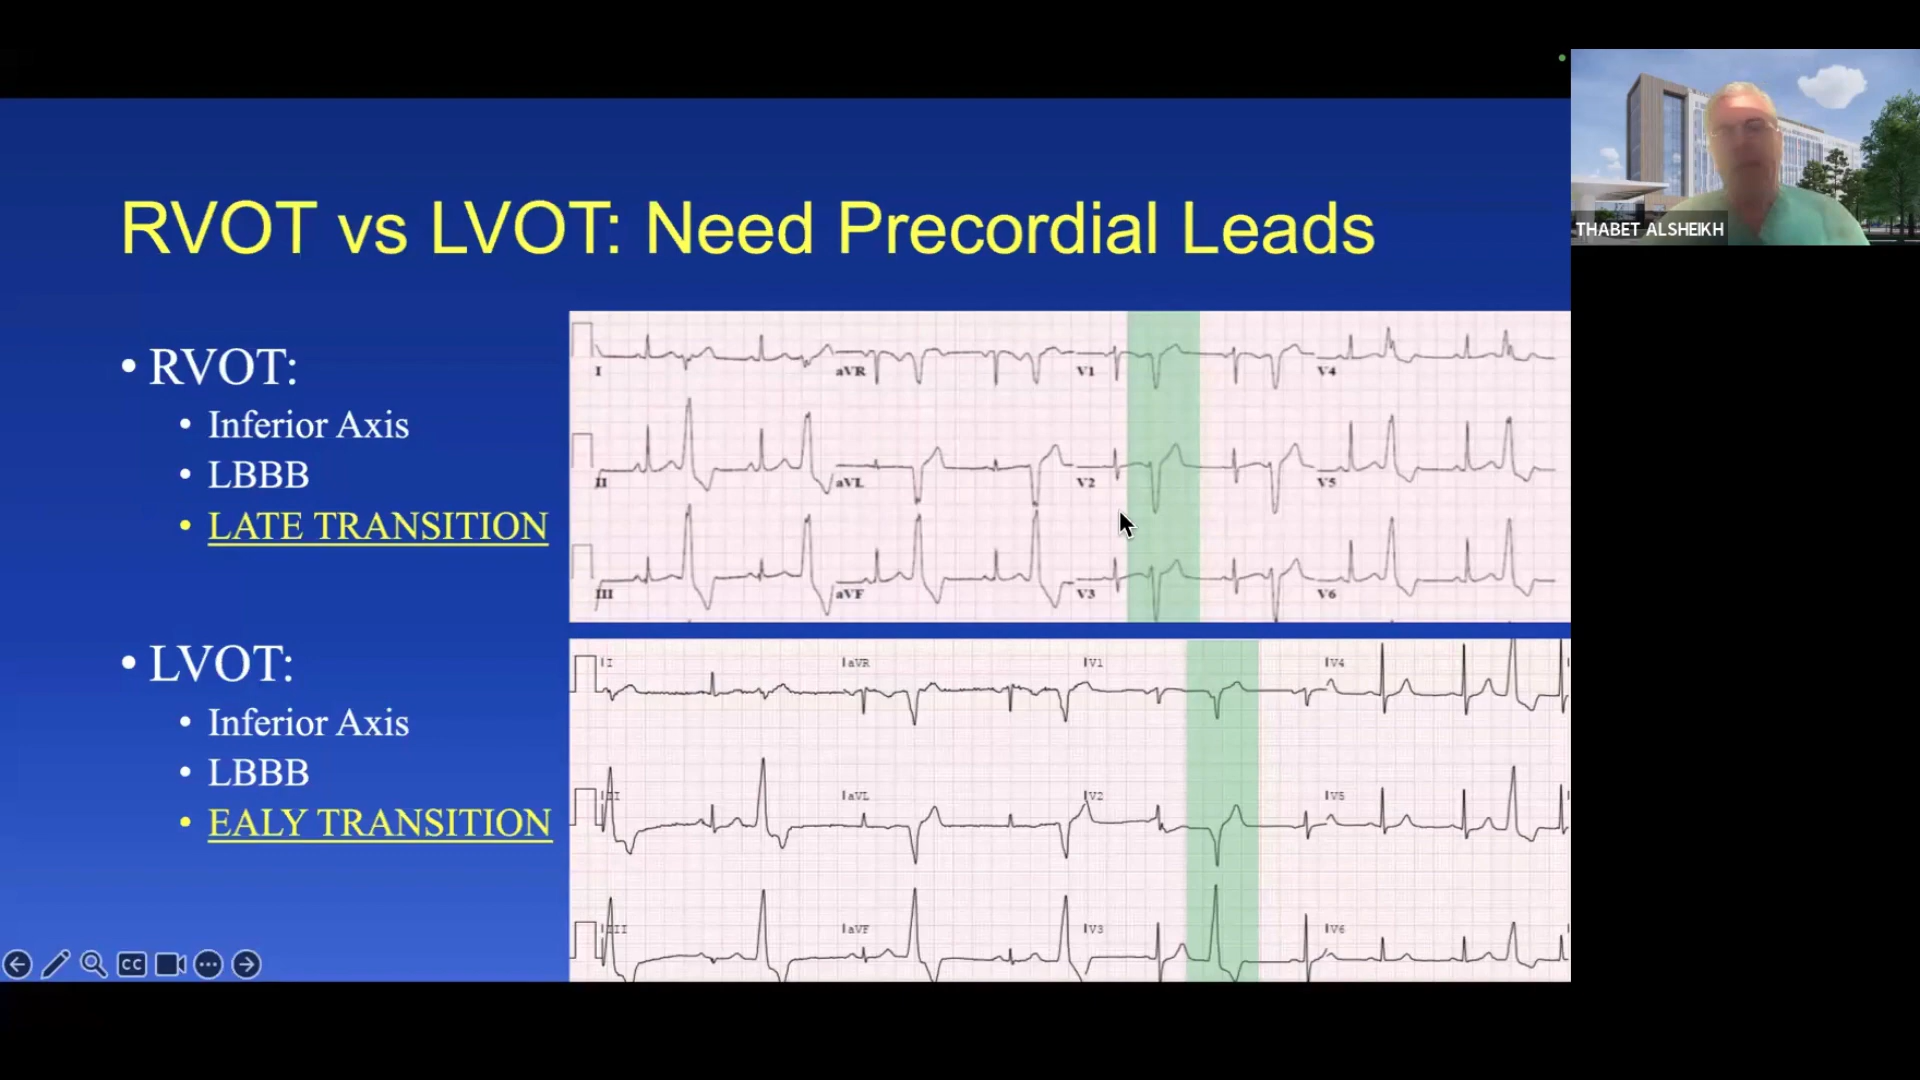 THABET ALSHEIKH
RVOT vs LVOT: Need Precordial Leads
• RVOT:
• Inferior Axis
• LBBB
• LATE TRANSITION
• LVOT:
• Inferior Axis
• LBBB
• EALY TRANSITION
I aVR V1 V4
II aVL V2 V5
III aVF V3 V6
I aVR V1 V4
II aVL V2 V5
III aVF V3 V6
CC